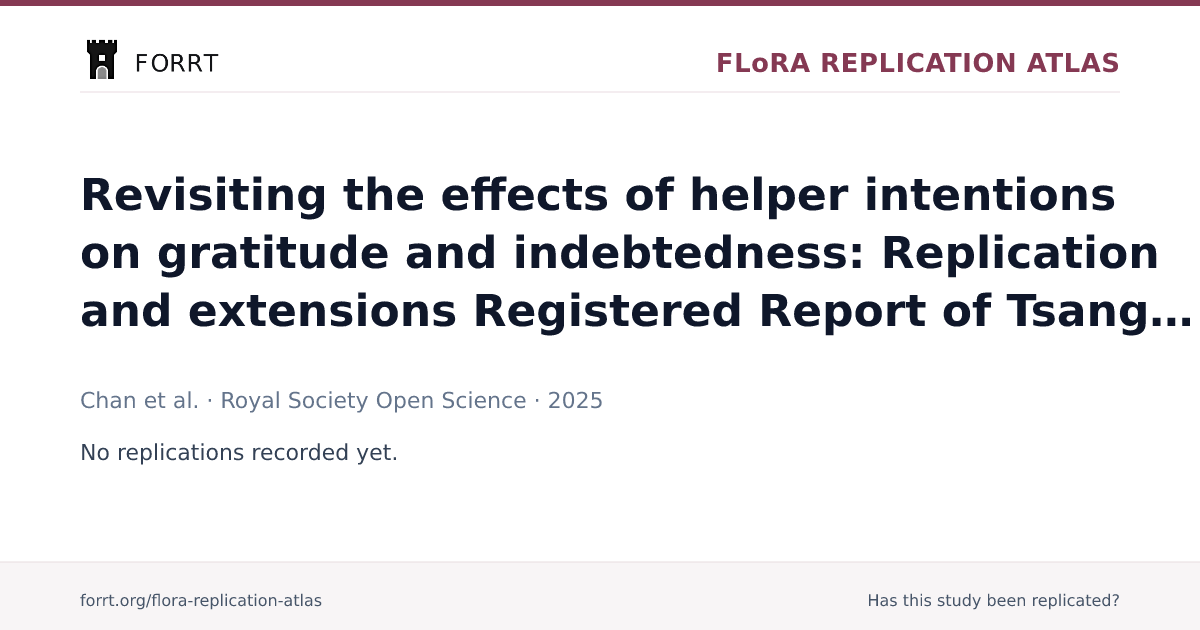 FORRT
FLoRA REPLICATION ATLAS
Revisiting the effects of helper intentions
on gratitude and indebtedness: Replication
and extensions Registered Report of Tsang…
Chan et al. · Royal Society Open Science · 2025
No replications recorded yet.
forrt.org/flora-replication-atlas
Has this study been replicated?